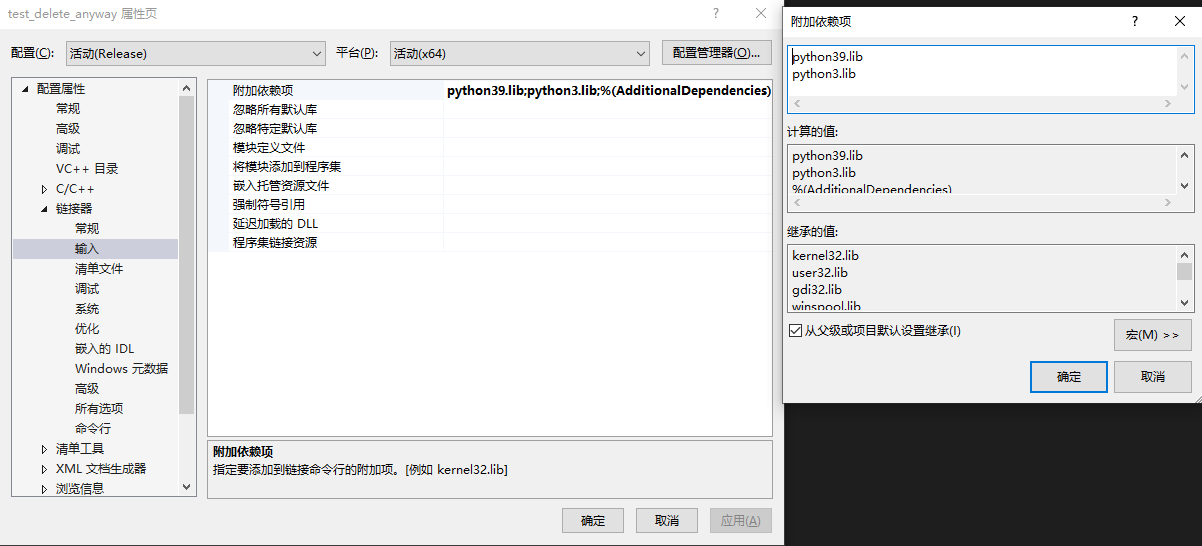 test_delete_anyway 属性页
配置(C): 活动(Release) 平台(P): 活动(x64) 配置管理器(O)...
配置属性
常规
高级
调试
VC++ 目录
C/C++
链接器
常规
输入
清单文件
调试
系统
优化
嵌入的 IDL
Windows 元数据
高级
所有选项
命令行
清单工具
XML 文档生成器
浏览信息
附加依赖项 python39.lib;python3.lib;%(AdditionalDependencies)
忽略所有默认库
忽略特定默认库
模块定义文件
将模块添加到程序集
嵌入托管资源文件
强制符号引用
延迟加载的 DLL
程序集链接资源
附加依赖项
指定要添加到链接命令行的附加项。[例如 kernel32.lib]
确定 取消 应用(A)
附加依赖项
python39.lib
python3.lib
计算的值:
python39.lib
python3.lib
%(AdditionalDependencies)
继承的值:
kernel32.lib
user32.lib
gdi32.lib
winspool.lib
从父级或项目默认设置继承(I)
宏(M) >>
确定 取消